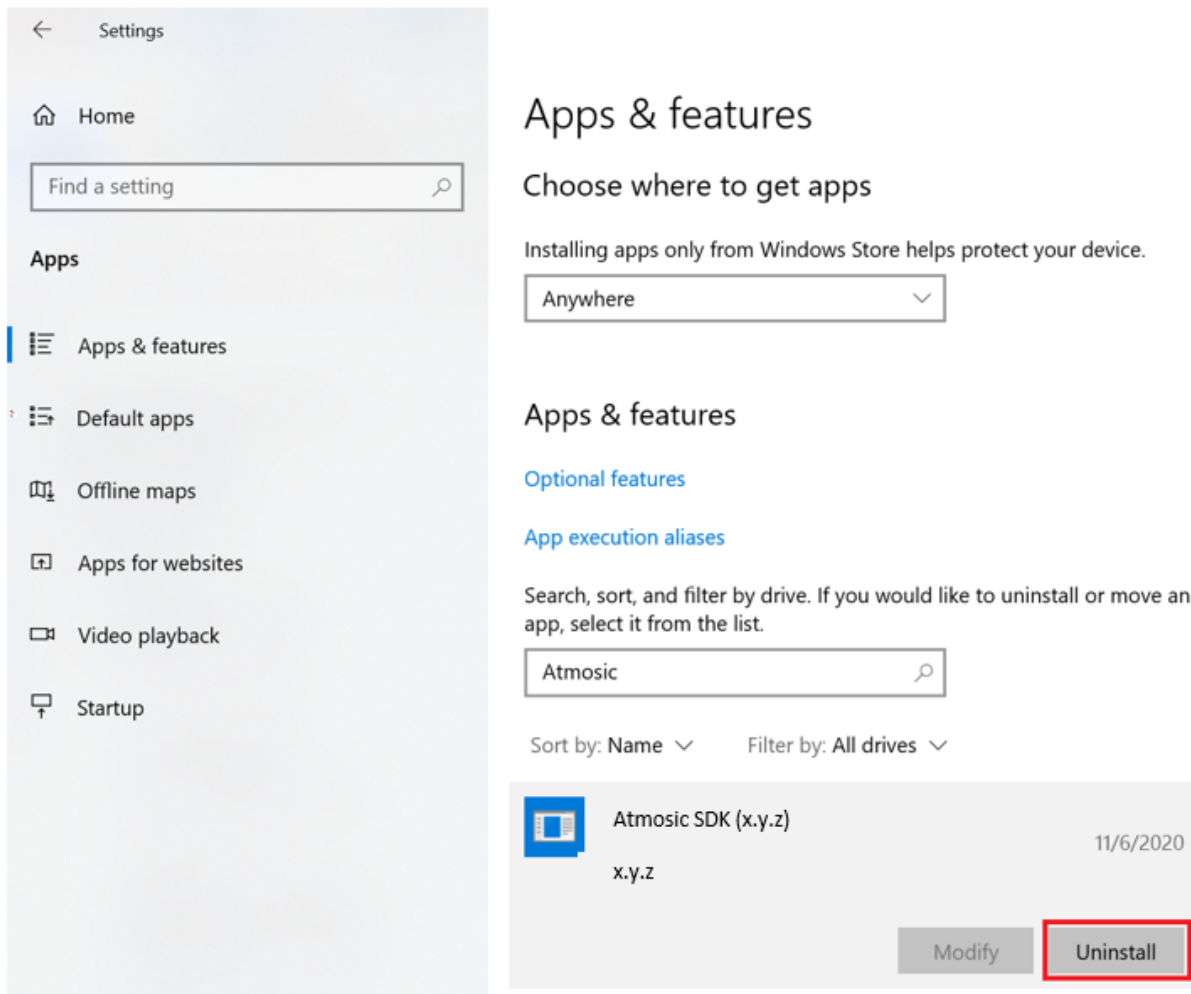 Settings
Home
Find a setting
Apps
Apps & features
Default apps
Offline maps
Apps for websites
Video playback
Startup
Apps & features
Choose where to get apps
Installing apps only from Windows Store helps protect your device.
Anywhere
Apps & features
Optional features
App execution aliases
Search, sort, and filter by drive. If you would like to uninstall or move an
app, select it from the list.
Atmosic
Sort by: Name Filter by: All drives
Atmosic SDK (x.y.z)
11/6/2020
x.y.z
Modify Uninstall